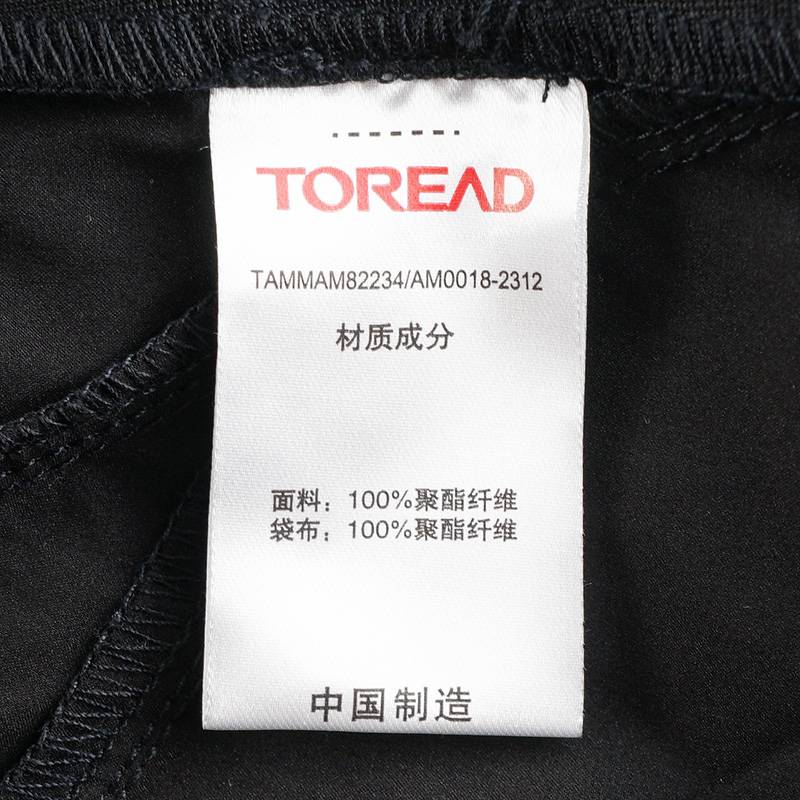 TOREAD
TAMMAM82234/AM0018-2312
材质成分
面料：100%聚酯纤维
袋布：100%聚酯纤维
中国制造